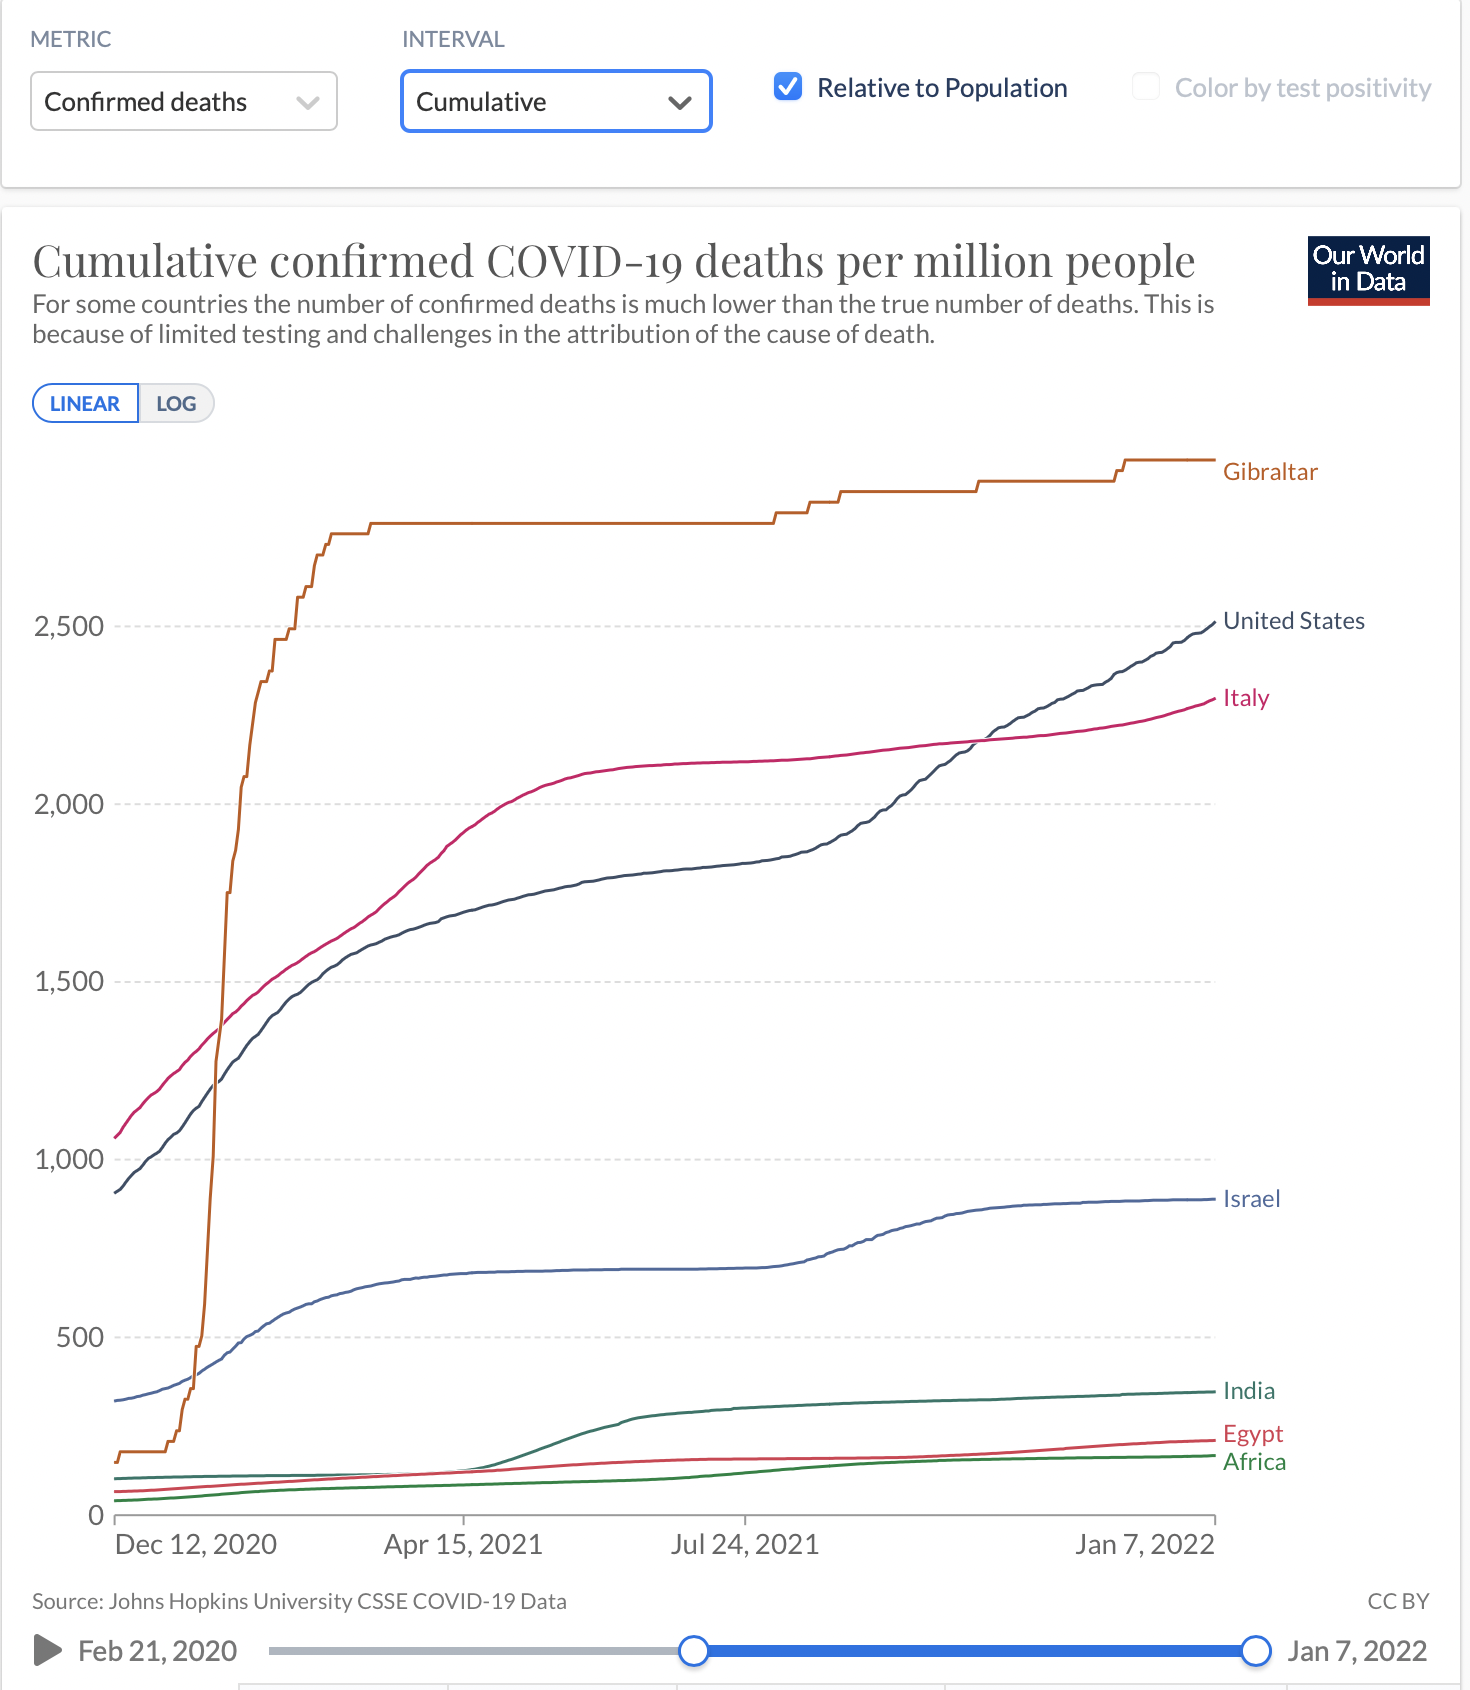 METRIC
INTERVAL
Confirmed deaths
Cumulative
Relative to Population
Color by test positivity
Cumulative confirmed COVID-19 deaths per million people
Our World
in Data
For some countries the number of confirmed deaths is much lower than the true number of deaths. This is
because of limited testing and challenges in the attribution of the cause of death.
LINEAR
LOG
Gibraltar
2,500
United States
Italy
2,000
1,500
1,000
Israel
500
India
Egypt
Africa
0
Dec 12, 2020
Apr 15, 2021
Jul 24, 2021
Jan 7, 2022
Source: Johns Hopkins University CSSE COVID-19 Data
CC BY
Feb 21, 2020
Jan 7, 2022